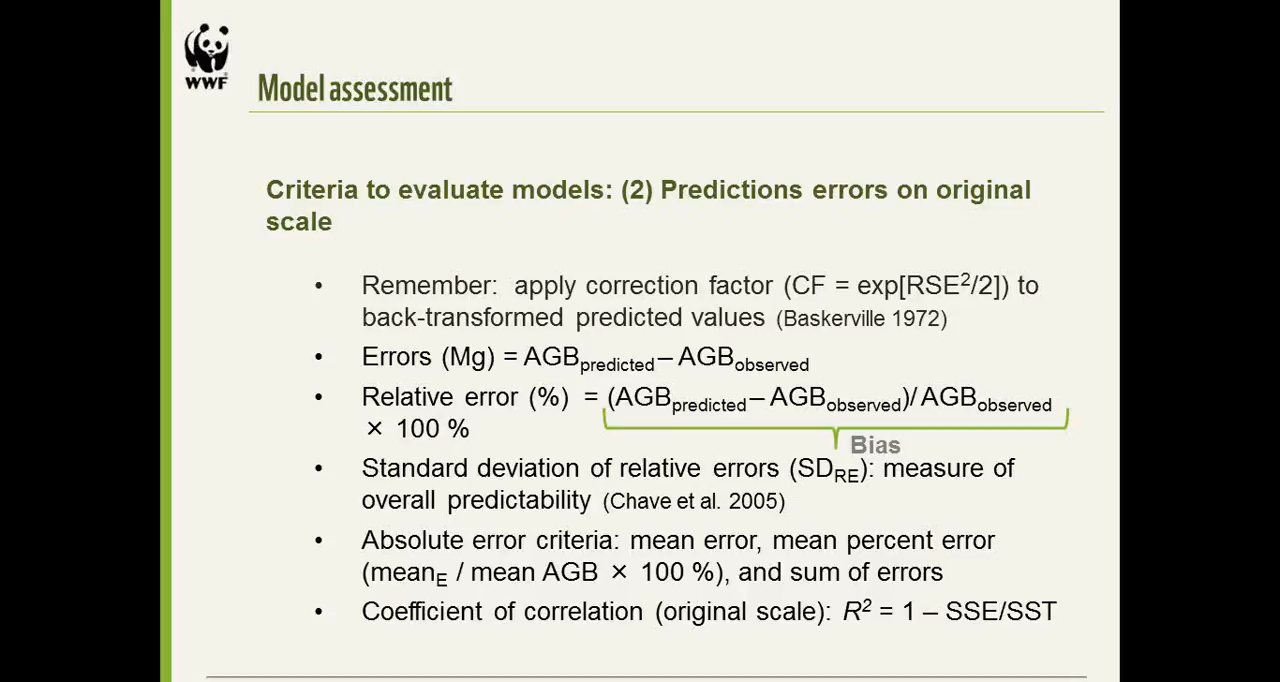 WWF
Model assessment
Criteria to evaluate models: (2) Predictions errors on original
scale
• Remember: apply correction factor (CF = exp[RSE²/2]) to
back-transformed predicted values (Baskerville 1972)
• Errors (Mg) = AGBpredicted – AGBobserved
• Relative error (%) = (AGBpredicted – AGBobserved)/ AGBobserved
× 100 %
Bias
• Standard deviation of relative errors (SDRE): measure of
overall predictability (Chave et al. 2005)
• Absolute error criteria: mean error, mean percent error
(meanE / mean AGB × 100 %), and sum of errors
• Coefficient of correlation (original scale): R² = 1 – SSE/SST